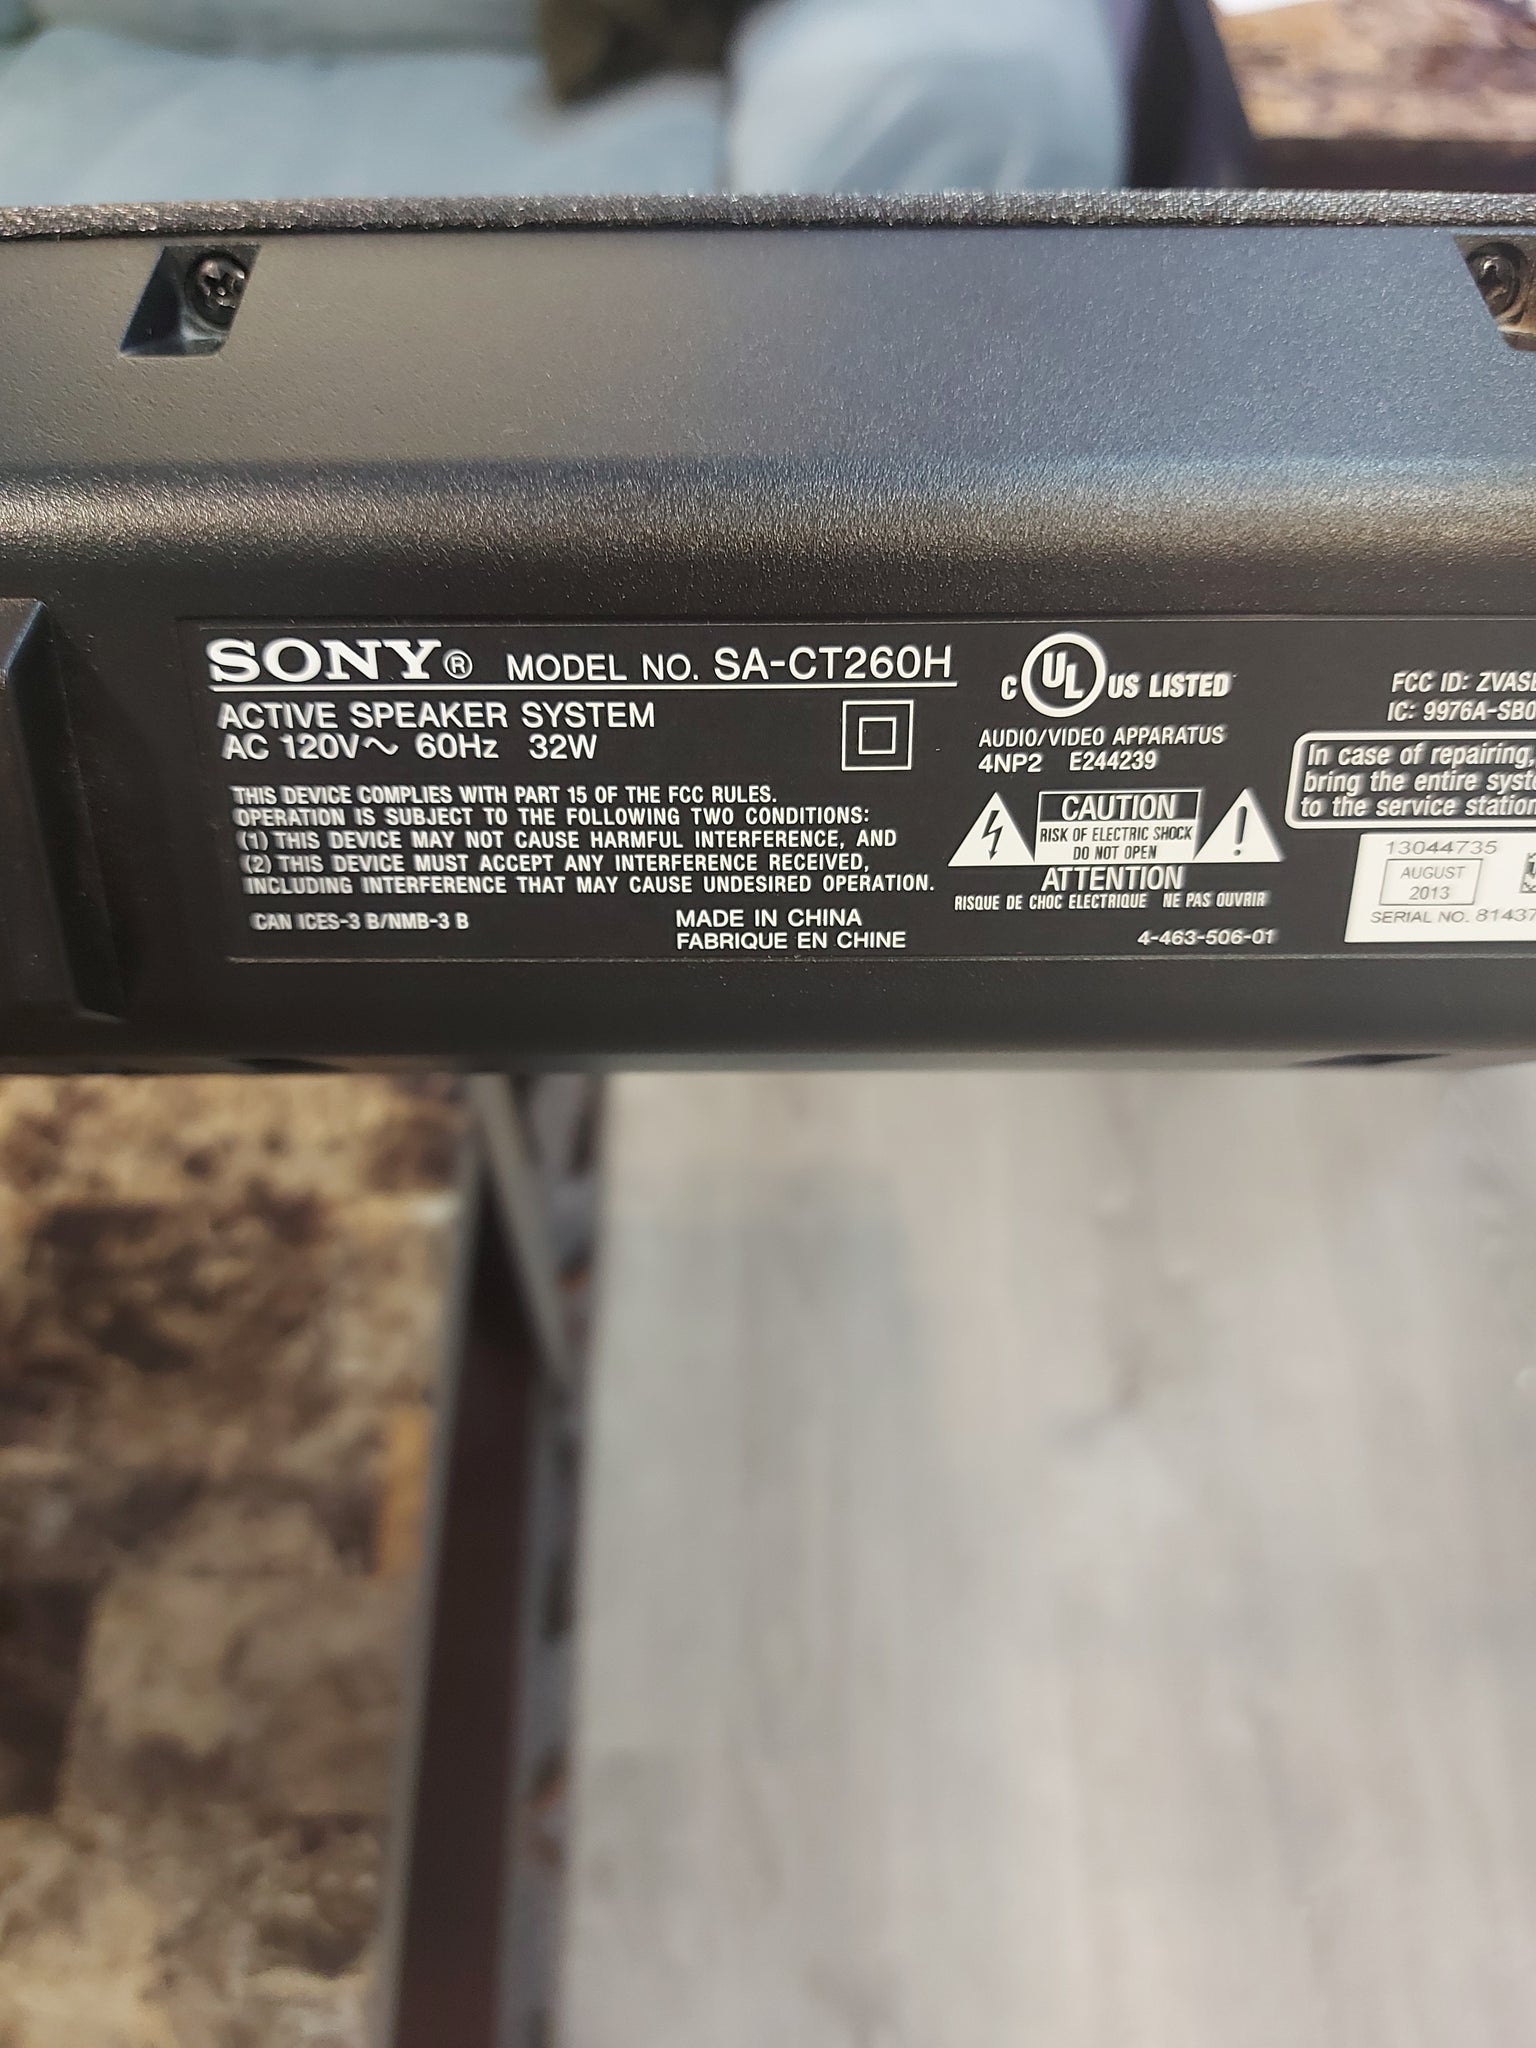 SONY® MODEL NO. SA-CT260H
ACTIVE SPEAKER SYSTEM
AC 120V~ 60Hz 32W
THIS DEVICE COMPLIES WITH PART 15 OF THE FCC RULES.
OPERATION IS SUBJECT TO THE FOLLOWING TWO CONDITIONS:
(1) THIS DEVICE MAY NOT CAUSE HARMFUL INTERFERENCE, AND
(2) THIS DEVICE MUST ACCEPT ANY INTERFERENCE RECEIVED,
INCLUDING INTERFERENCE THAT MAY CAUSE UNDESIRED OPERATION.
CAN ICES-3 B/NMB-3 B
MADE IN CHINA
FABRIQUE EN CHINE
C UL US LISTED
AUDIO/VIDEO APPARATUS
4NP2 E244239
CAUTION
RISK OF ELECTRIC SHOCK
DO NOT OPEN
ATTENTION
RISQUE DE CHOC ELECTRIQUE NE PAS OUVRIR
4-463-506-01
FCC ID:
IC: 9976A-SB0
In case of repairing,
bring the entire
to the service station
13044735
AUGUST
2013
SERIAL NO. 81437